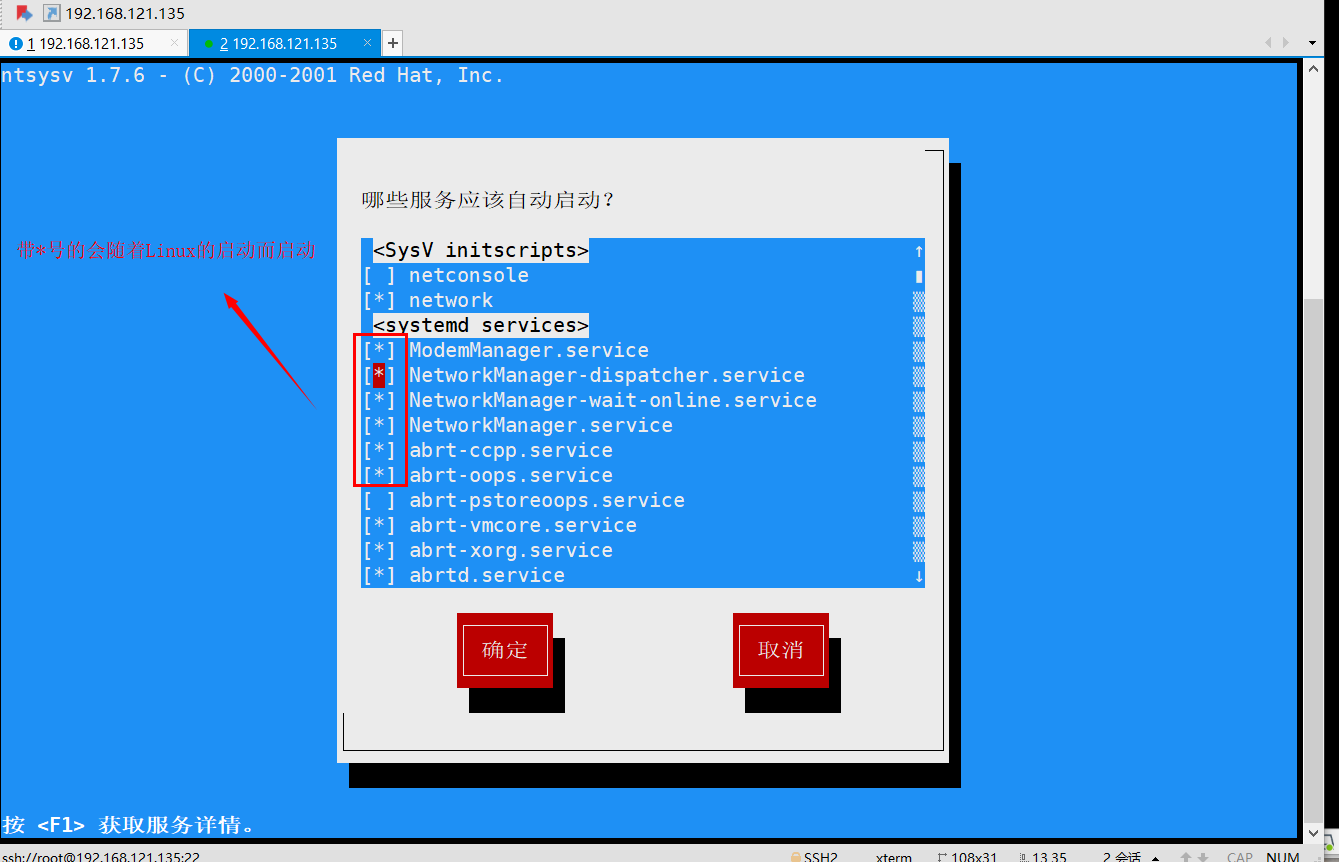 192.168.121.135
1 192.168.121.135
2 192.168.121.135
ntsysv 1.7.6 - (C) 2000-2001 Red Hat, Inc.
哪些服务应该自动启动？
带*号的会随着Linux的启动而启动
<SysV initscripts>
[ ] netconsole
[*] network
<systemd services>
[*] ModemManager.service
[*] NetworkManager-dispatcher.service
[*] NetworkManager-wait-online.service
[*] NetworkManager.service
[*] abrt-ccpp.service
[*] abrt-oops.service
[ ] abrt-pstoreoops.service
[*] abrt-vmcore.service
[*] abrt-xorg.service
[*] abrtd.service
确定 取消
按 <F1> 获取服务详情。
ssh://root@192.168.121.135:22 SSH2 xterm 108x31 13,35 2 会话 CAP NUM